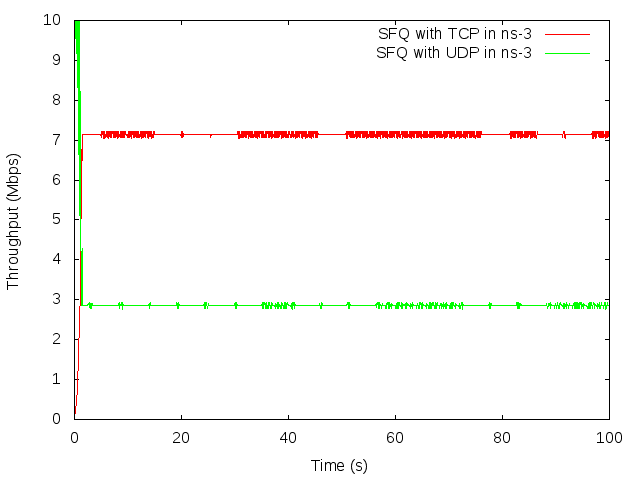 SFQ with TCP in ns-3
SFQ with UDP in ns-3
10
9
8
7
6
5
4
3
2
1
0
Throughput (Mbps)
0 20 40 60 80 100
Time (s)